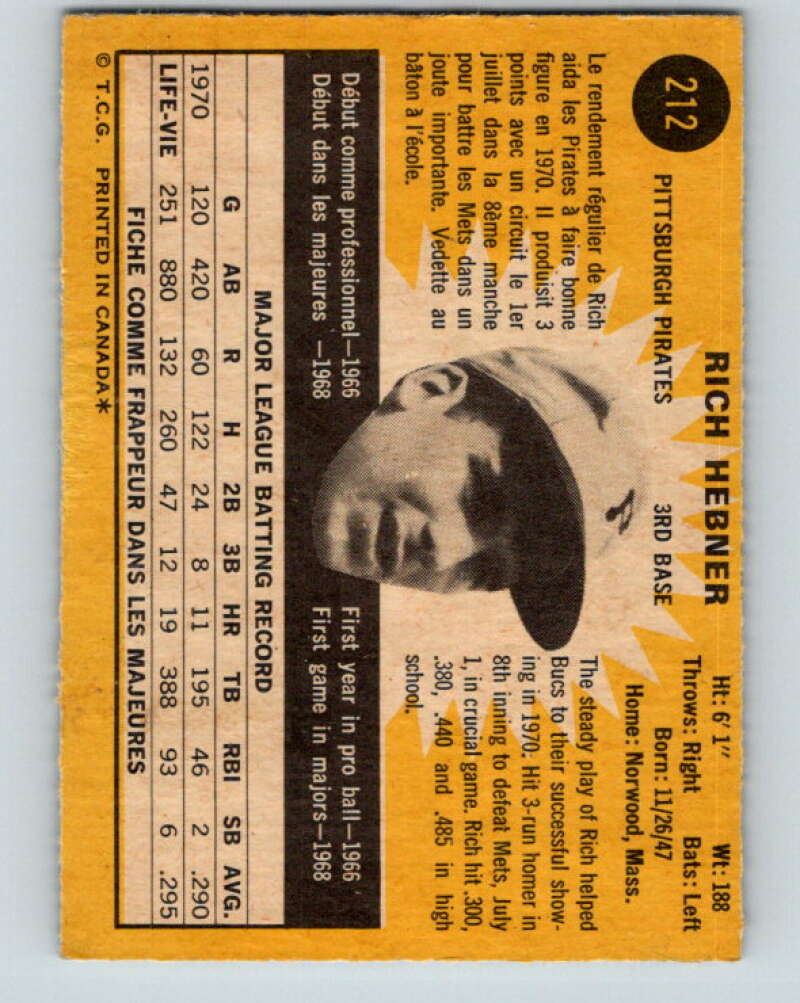 212
RICH HEBNER
PITTSBURGH PIRATES 3RD BASE
Ht: 6' 1" Wt: 188
Throws: Right Bats: Left
Born: 11/26/47
Home: Norwood, Mass.
Le rendement régulier de Rich
aida les Pirates à faire bonne
figure en 1970. Il produisit 3
points avec un circuit le 1er
juillet dans la 8ème manche
pour battre les Mets dans un
joute importante. Vedette au
bâton à l'école.
The steady play of Rich helped
Bucs to their successful show-
ing in 1970. Hit 3-run homer in
8th inning to defeat Mets, July
1, in crucial game. Rich hit .300,
.380, .440 and .485 in high
school.
P
Début comme professionnel—1966
Début dans les majeures —1968
First year in pro ball—1966
First game in majors—1968
MAJOR LEAGUE BATTING RECORD
G AB R H 2B 3B HR TB RBI SB AVG.
1970 120 420 60 122 24 8 11 195 46 2 .290
LIFE-VIE 251 880 132 260 47 12 19 388 93 6 .295
FICHE COMME FRAPPEUR DANS LES MAJEURES
© T.C.G. PRINTED IN CANADA*